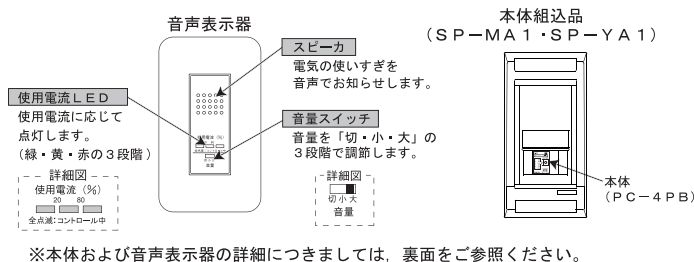 音声表示器
本体組込品
(SP-MA1・SP-YA1)
スピーカ
電気の使いすぎを
音声でお知らせします。
使用電流LED
使用電流に応じて
点灯します。
(緑・黄・赤の3段階)
音量スイッチ
音量を「切・小・大」の
3段階で調節します。
詳細図
使用電流(%)
20 80
全点滅:コントロール中
詳細図
切 小 大
音量
使用電流(%)
音量
本体
(PC-4PB)
※本体および音声表示器の詳細につきましては,裏面をご参照ください。